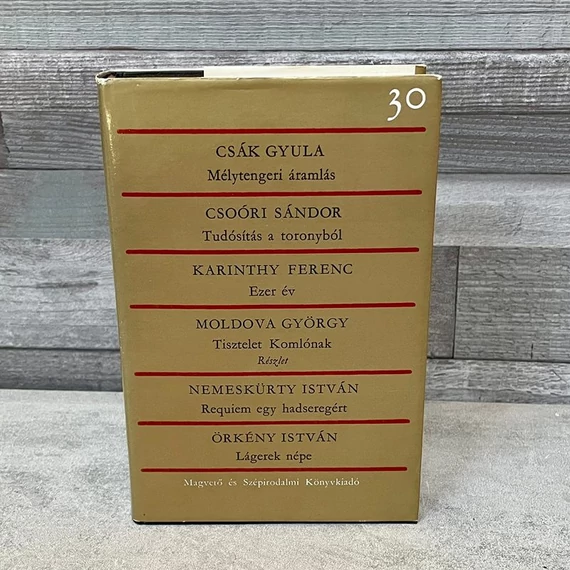 30
CSÁK GYULA
Mélytengeri áramlás
CSOÓRI SÁNDOR
Tudósítás a toronyból
KARINTHY FERENC
Ezer év
MOLDOVA GYÖRGY
Tisztelet Komlónak
Részlet
NEMESKÜRTY ISTVÁN
Requiem egy hadseregért
ÖRKÉNY ISTVÁN
Lágerek népe
Magvető és Szépirodalmi Könyvkiadó